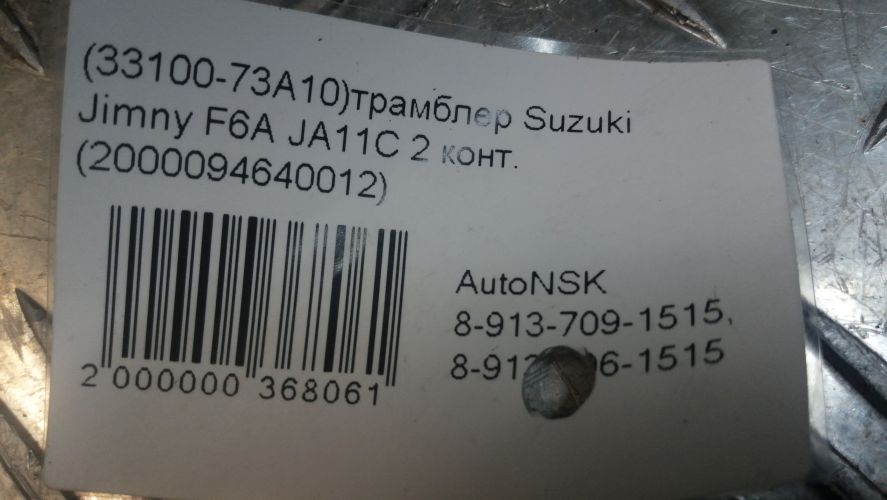 (33100-73A10)трамблер Suzuki
Jimny F6A JA11C 2 конт.
(2000094640012)
AutoNSK
8-913-709-1515,
2 000000 368061